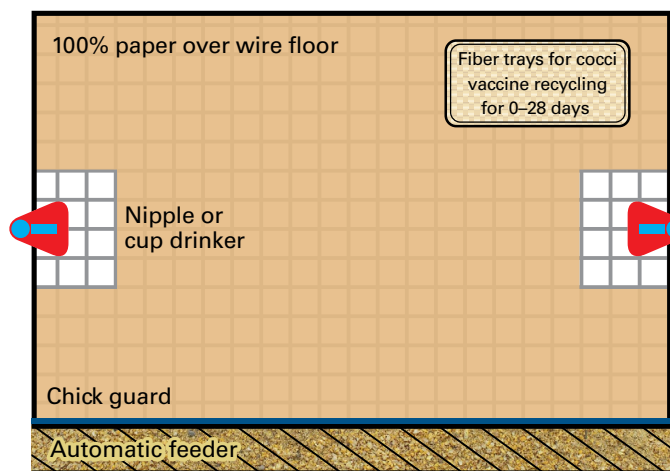 100% paper over wire floor
Fiber trays for cocci
vaccine recycling
for 0–28 days
Nipple or
cup drinker
Chick guard
Automatic feeder